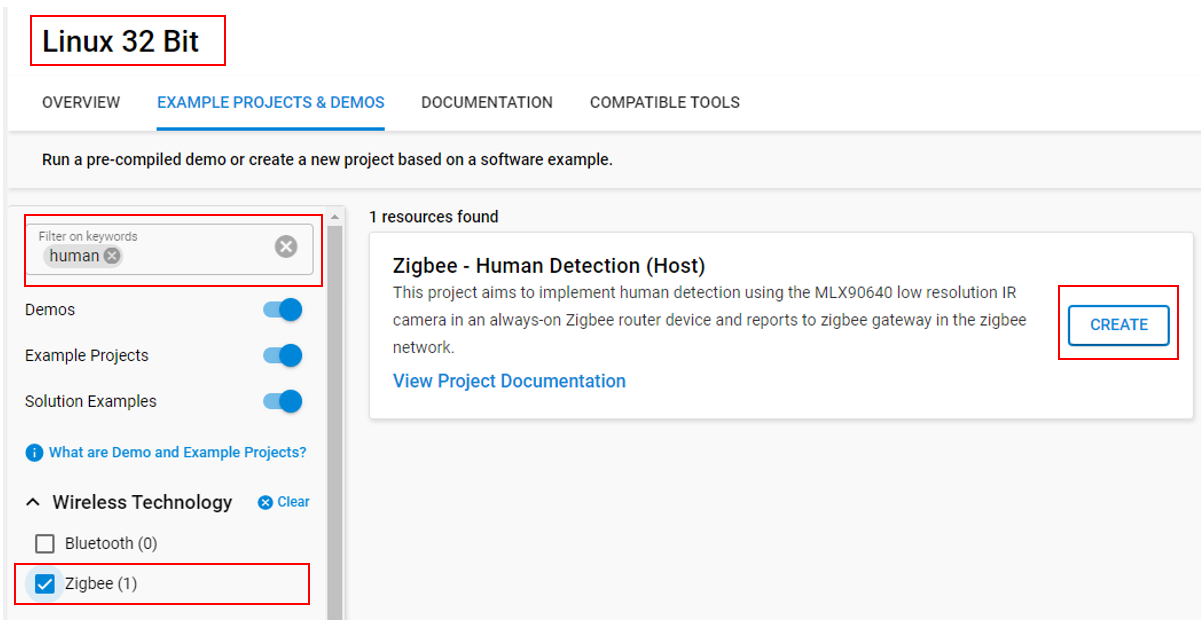 Linux 32 Bit
OVERVIEW EXAMPLE PROJECTS & DEMOS DOCUMENTATION COMPATIBLE TOOLS
Run a pre-compiled demo or create a new project based on a software example.
Filter on keywords
human
Demos
Example Projects
Solution Examples
What are Demo and Example Projects?
Wireless Technology Clear
Bluetooth (0)
Zigbee (1)
1 resources found
Zigbee - Human Detection (Host)
This project aims to implement human detection using the MLX90640 low resolution IR
camera in an always-on Zigbee router device and reports to zigbee gateway in the zigbee
network.
View Project Documentation
CREATE